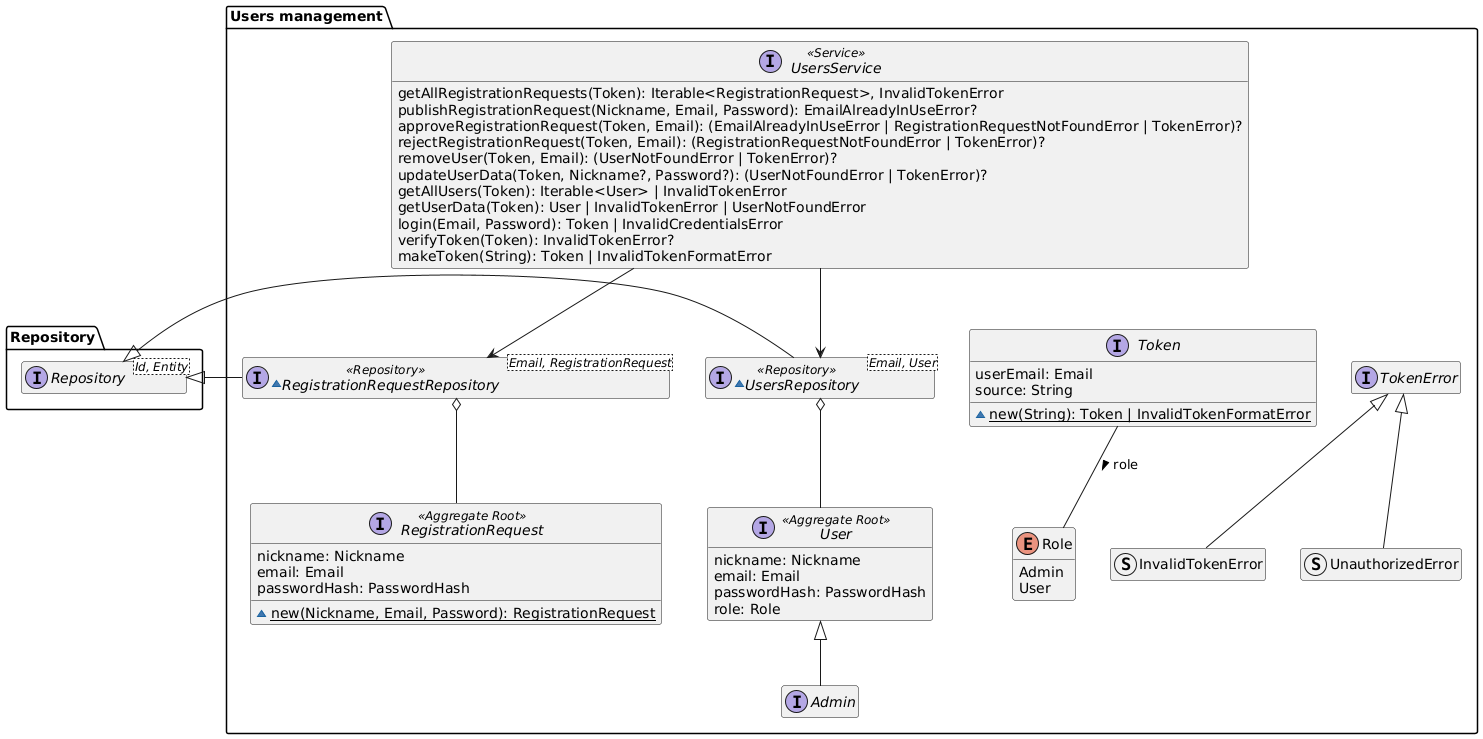 Users management
«Service»
I UsersService
getAllRegistrationRequests(Token): Iterable<RegistrationRequest>, InvalidTokenError
publishRegistrationRequest(Nickname, Email, Password): EmailAlreadyInUseError?
approveRegistrationRequest(Token, Email): (EmailAlreadyInUseError | RegistrationRequestNotFoundError | TokenError)?
rejectRegistrationRequest(Token, Email): (RegistrationRequestNotFoundError | TokenError)?
removeUser(Token, Email): (UserNotFoundError | TokenError)?
updateUserData(Token, Nickname?, Password?): (UserNotFoundError | TokenError)?
getAllUsers(Token): Iterable<User> | InvalidTokenError
getUserData(Token): User | InvalidTokenError | UserNotFoundError
login(Email, Password): Token | InvalidCredentialsError
verifyToken(Token): InvalidTokenError?
makeToken(String): Token | InvalidTokenFormatError
Repository
I Repository
Id, Entity
«Repository»
I RegistrationRequestRepository
Email, RegistrationRequest
«Repository»
I UsersRepository
Email, User
I Token
userEmail: Email
source: String
new(String): Token | InvalidTokenFormatError
I TokenError
role
«Aggregate Root»
I RegistrationRequest
nickname: Nickname
email: Email
passwordHash: PasswordHash
new(Nickname, Email, Password): RegistrationRequest
«Aggregate Root»
I User
nickname: Nickname
email: Email
passwordHash: PasswordHash
role: Role
E Role
Admin
User
S InvalidTokenError
S UnauthorizedError
I Admin